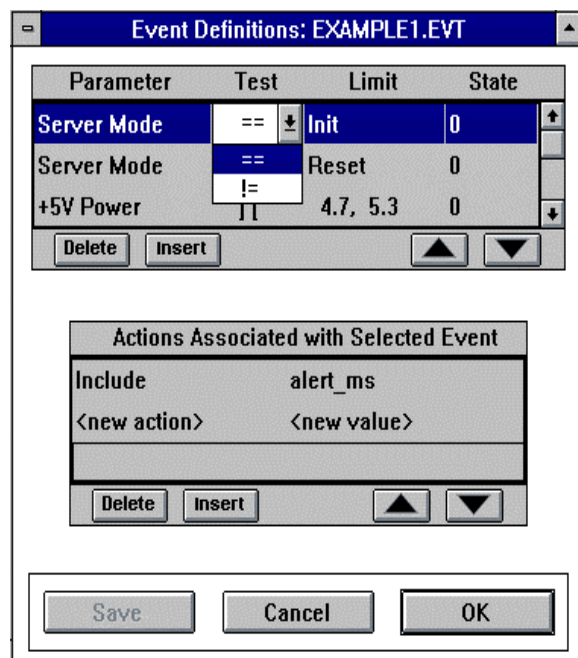 Event Definitions: EXAMPLE1.EVT
Parameter Test Limit State
Server Mode == Init 0
Server Mode == Reset 0
!=
+5V Power ] [ 4.7, 5.3 0
Delete Insert
Actions Associated with Selected Event
Include alert_ms
<new action> <new value>
Delete Insert
Save Cancel OK